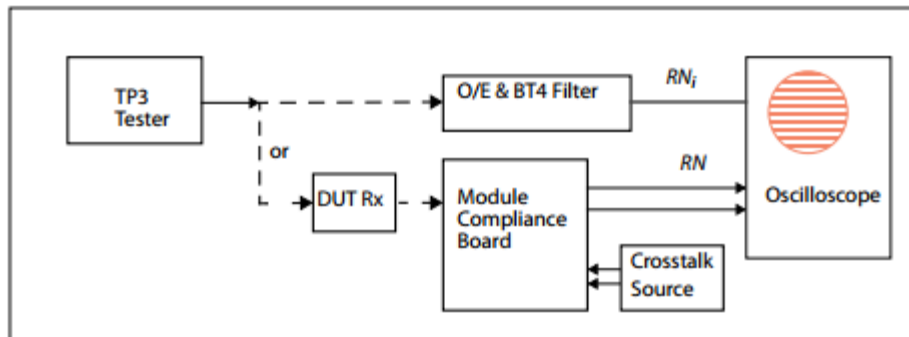 TP3
Tester
or
DUT Rx
O/E & BT4 Filter
RNi
RN
Module
Compliance
Board
Crosstalk
Source
Oscilloscope